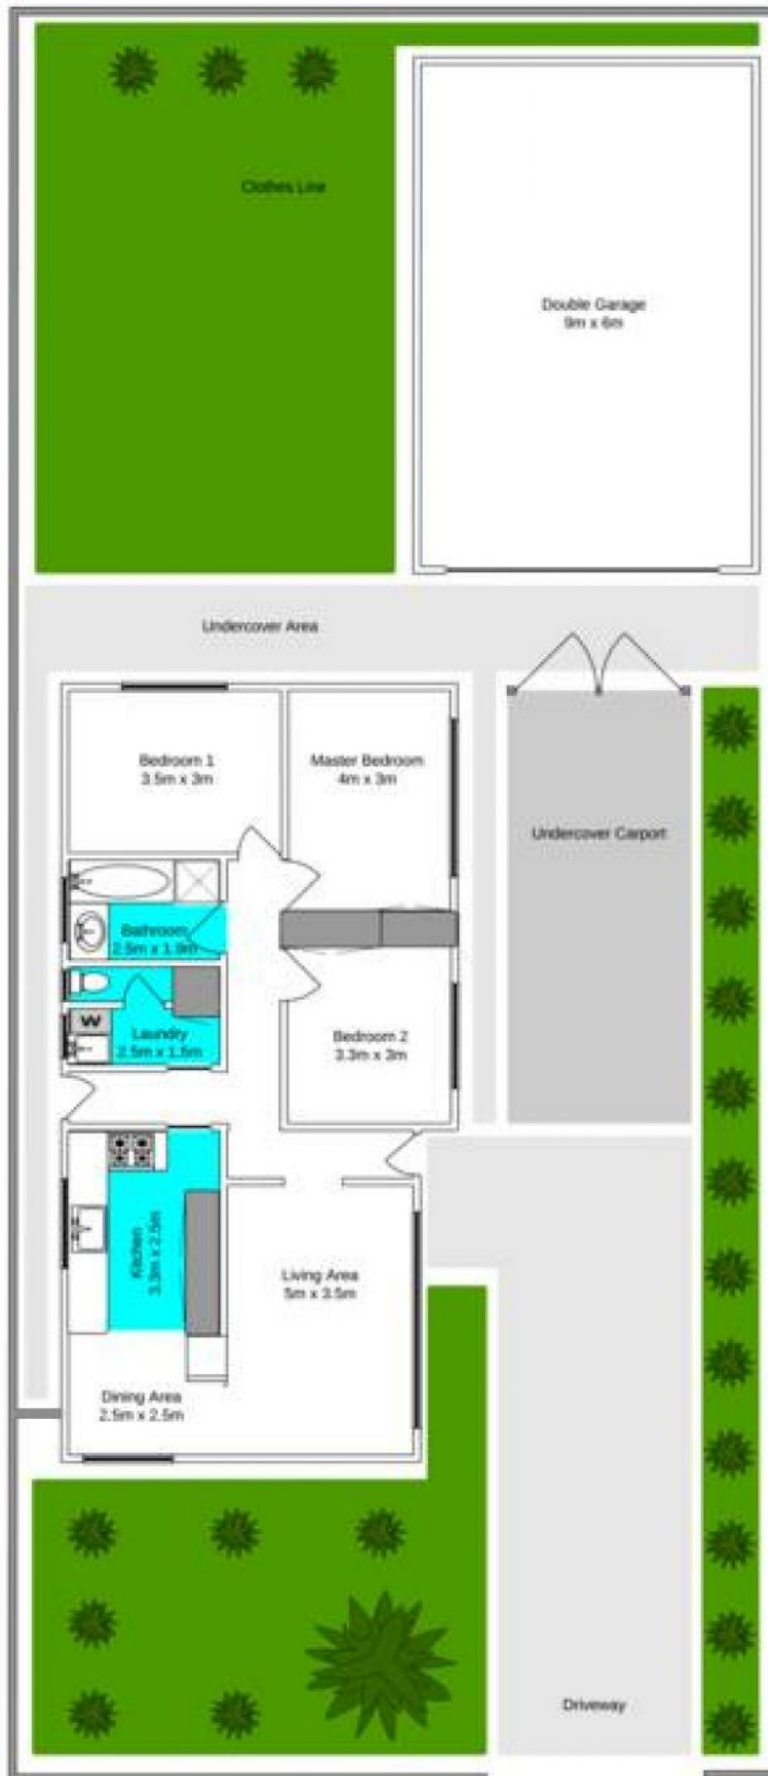 Clothes Line
Double Garage
9m x 6m
Undercover Area
Bedroom 1
3.5m x 3m
Master Bedroom
4m x 3m
Undercover Carport
Bathroom
2.5m x 1.9m
W
Laundry
2.5m x 1.5m
Bedroom 2
3.3m x 3m
Kitchen
3.3m x 2.5m
Living Area
5m x 3.5m
Dining Area
2.5m x 2.5m
Driveway